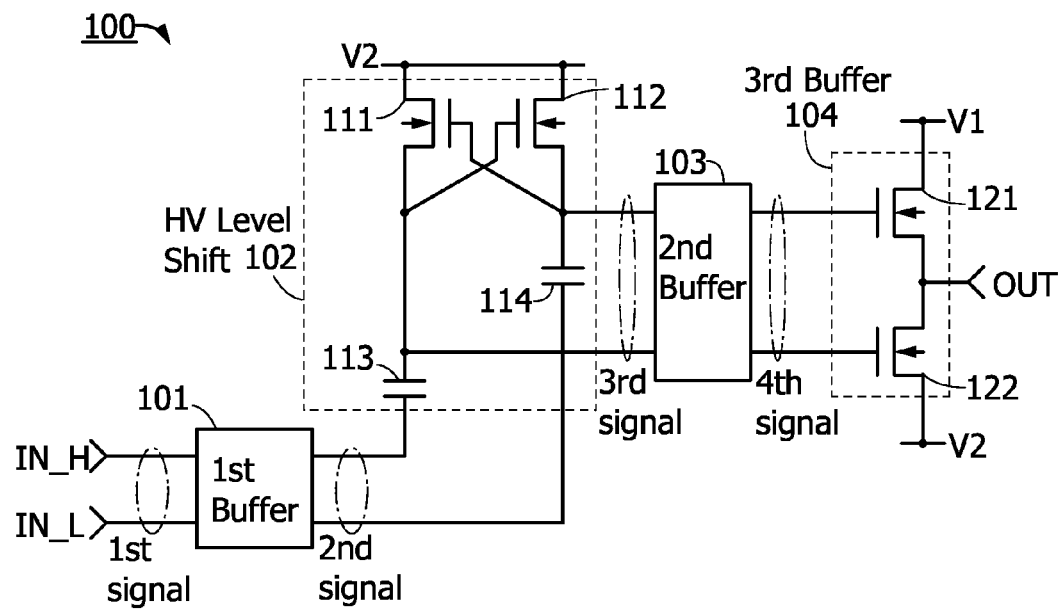 100
V2
111
112
3rd Buffer
104
V1
103
121
HV Level
Shift 102
2nd
Buffer
114
OUT
113
3rd
signal
4th
signal
122
V2
101
IN_H
1st
Buffer
IN_L
1st
signal
2nd
signal